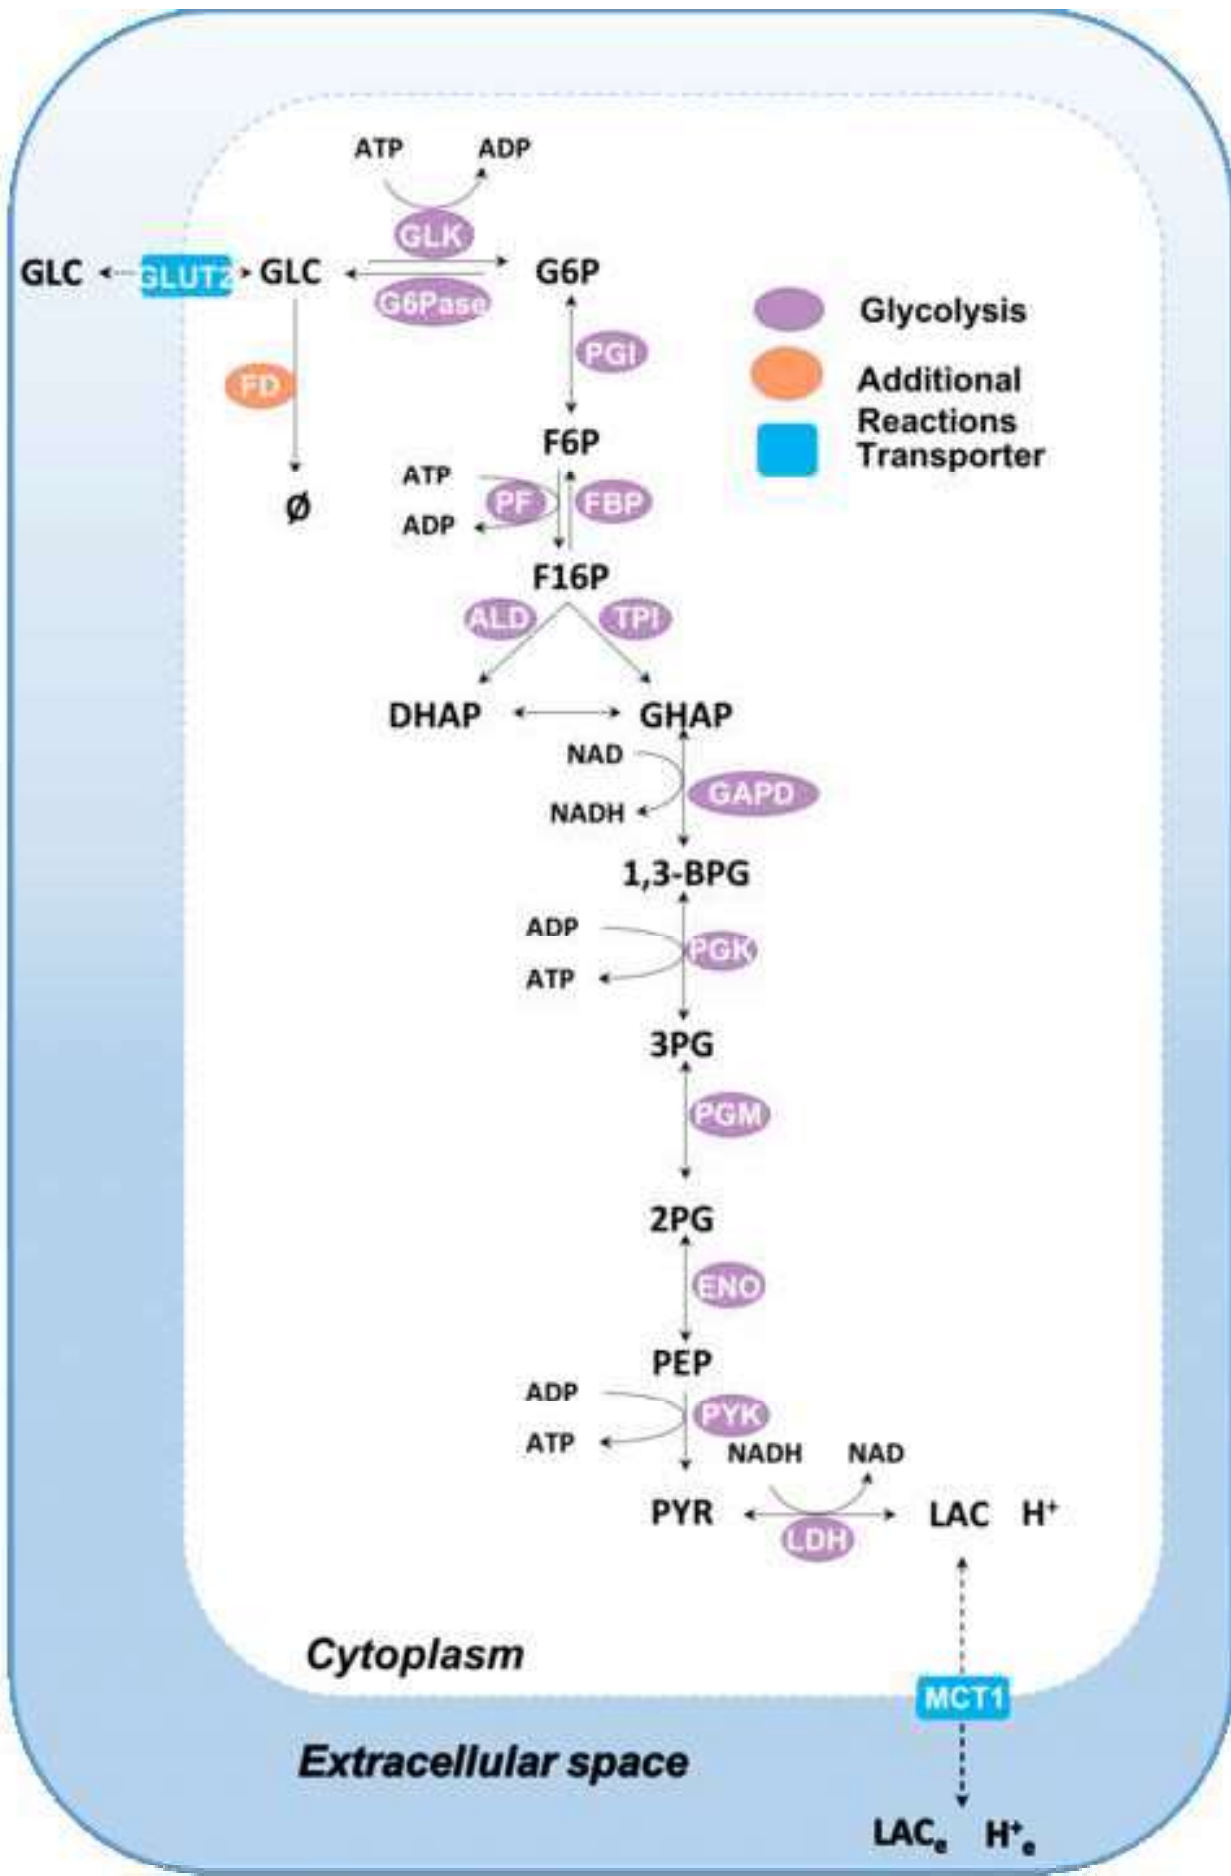 ATP ADP
GLK
GLC GLUT2 GLC G6P
G6Pase
Glycolysis
PGI
FD
Additional
Reactions
F6P
Transporter
ATP
PF FBP
Ø
ADP
F16P
ALD TPI
DHAP GHAP
NAD
GAPD
NADH
1,3-BPG
ADP
PGK
ATP
3PG
PGM
2PG
ENO
PEP
ADP
PYK
ATP
NADH NAD
PYR LAC H⁺
LDH
Cytoplasm
MCT1
Extracellular space
LACₑ H⁺ₑ